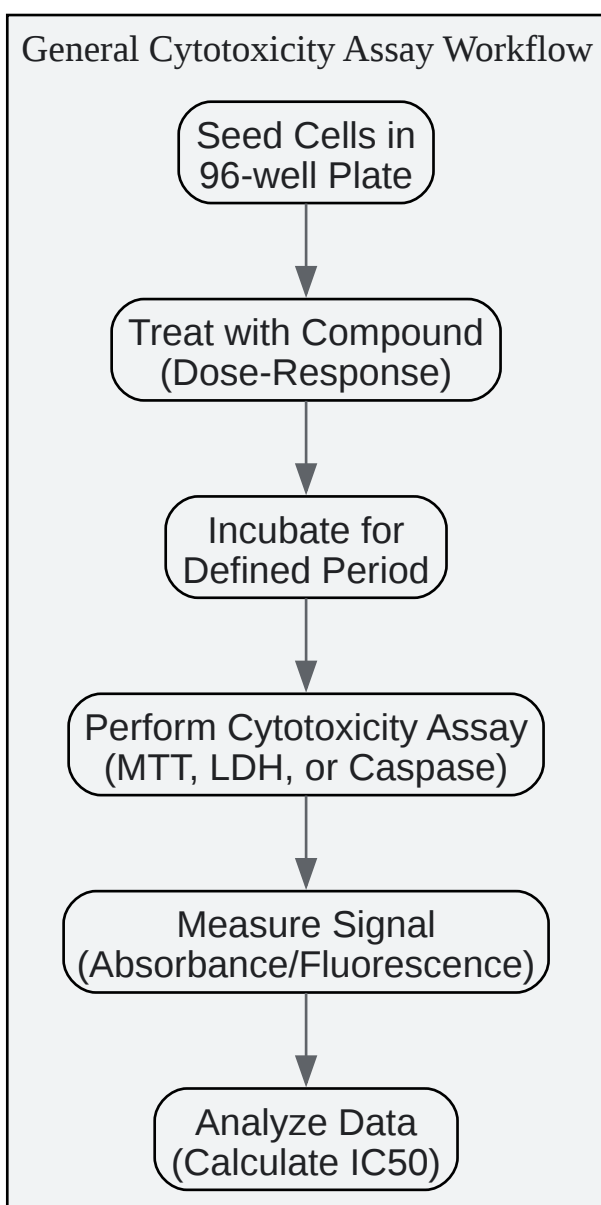 General Cytotoxicity Assay Workflow
Seed Cells in
96-well Plate
Treat with Compound
(Dose-Response)
Incubate for
Defined Period
Perform Cytotoxicity Assay
(MTT, LDH, or Caspase)
Measure Signal
(Absorbance/Fluorescence)
Analyze Data
(Calculate IC50)